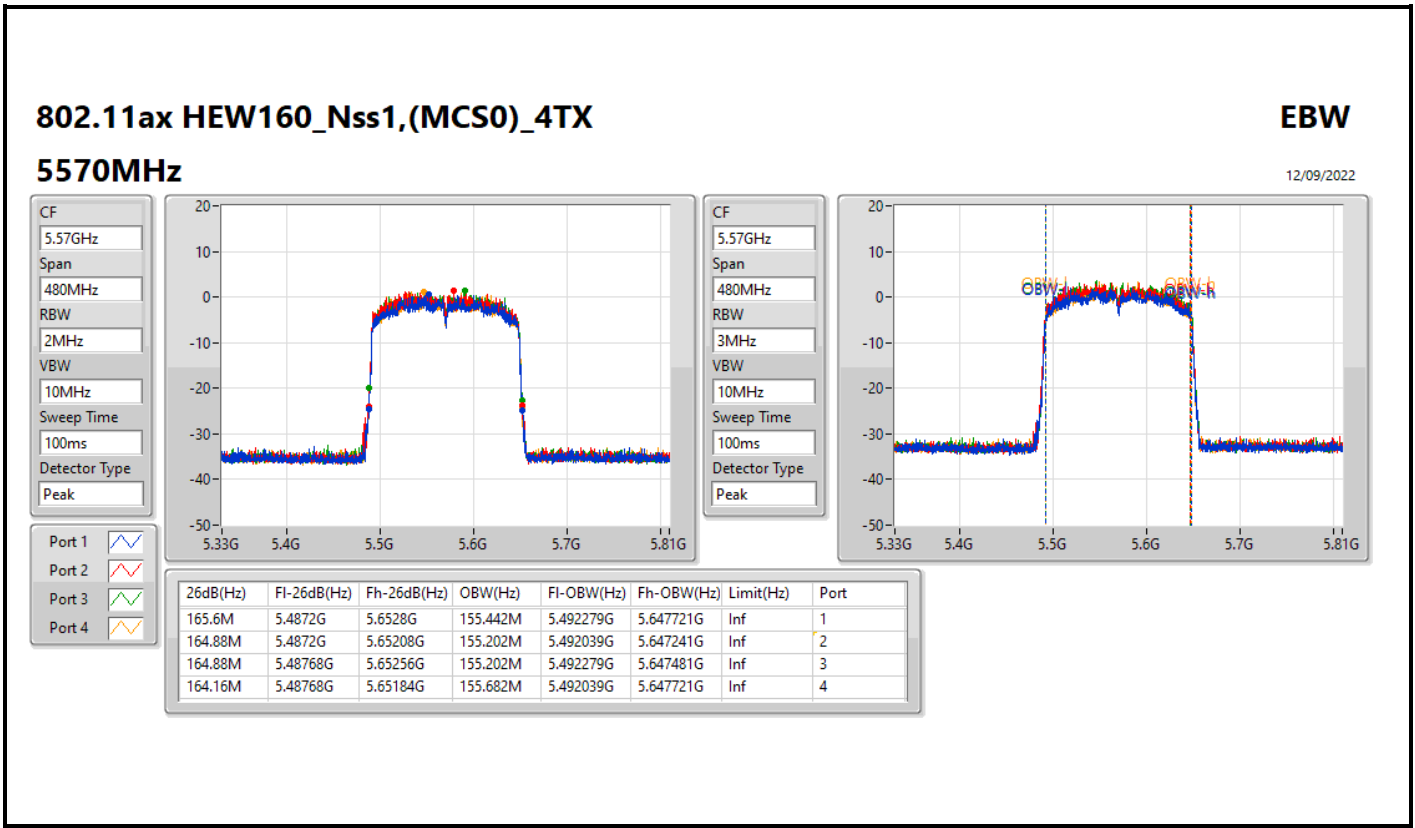 802.11ax HEW160_Nss1,(MCS0)_4TX
EBW
5570MHz
12/09/2022
CF
5.57GHz
Span
480MHz
RBW
2MHz
VBW
10MHz
Sweep Time
100ms
Detector Type
Peak
20
10
0
-10
-20
-30
-40
-50
5.33G 5.4G 5.5G 5.6G 5.7G 5.81G
CF
5.57GHz
Span
480MHz
RBW
3MHz
VBW
10MHz
Sweep Time
100ms
Detector Type
Peak
20
10
0
-10
-20
-30
-40
-50
OBW-l OBW-h
5.33G 5.4G 5.5G 5.6G 5.7G 5.81G
Port 1
Port 2
Port 3
Port 4
26dB(Hz) Fl-26dB(Hz) Fh-26dB(Hz) OBW(Hz) Fl-OBW(Hz) Fh-OBW(Hz) Limit(Hz) Port
165.6M 5.4872G 5.6528G 155.442M 5.492279G 5.647721G Inf 1
164.88M 5.4872G 5.65208G 155.202M 5.492039G 5.647241G Inf 2
164.88M 5.48768G 5.65256G 155.202M 5.492279G 5.647481G Inf 3
164.16M 5.48768G 5.65184G 155.682M 5.492039G 5.647721G Inf 4